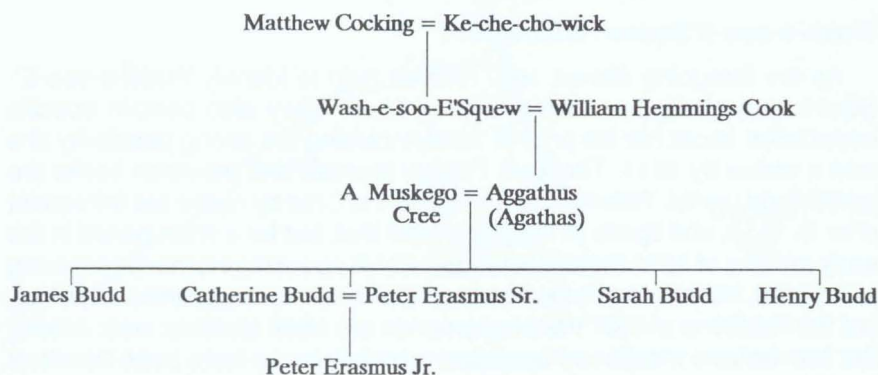 Matthew Cocking = Ke-che-cho-wick
Wash-e-soo-E'Squew = William Hemmings Cook
A Muskego = Aggathus
Cree (Agathas)
James Budd Catherine Budd = Peter Erasmus Sr. Sarah Budd Henry Budd
Peter Erasmus Jr.